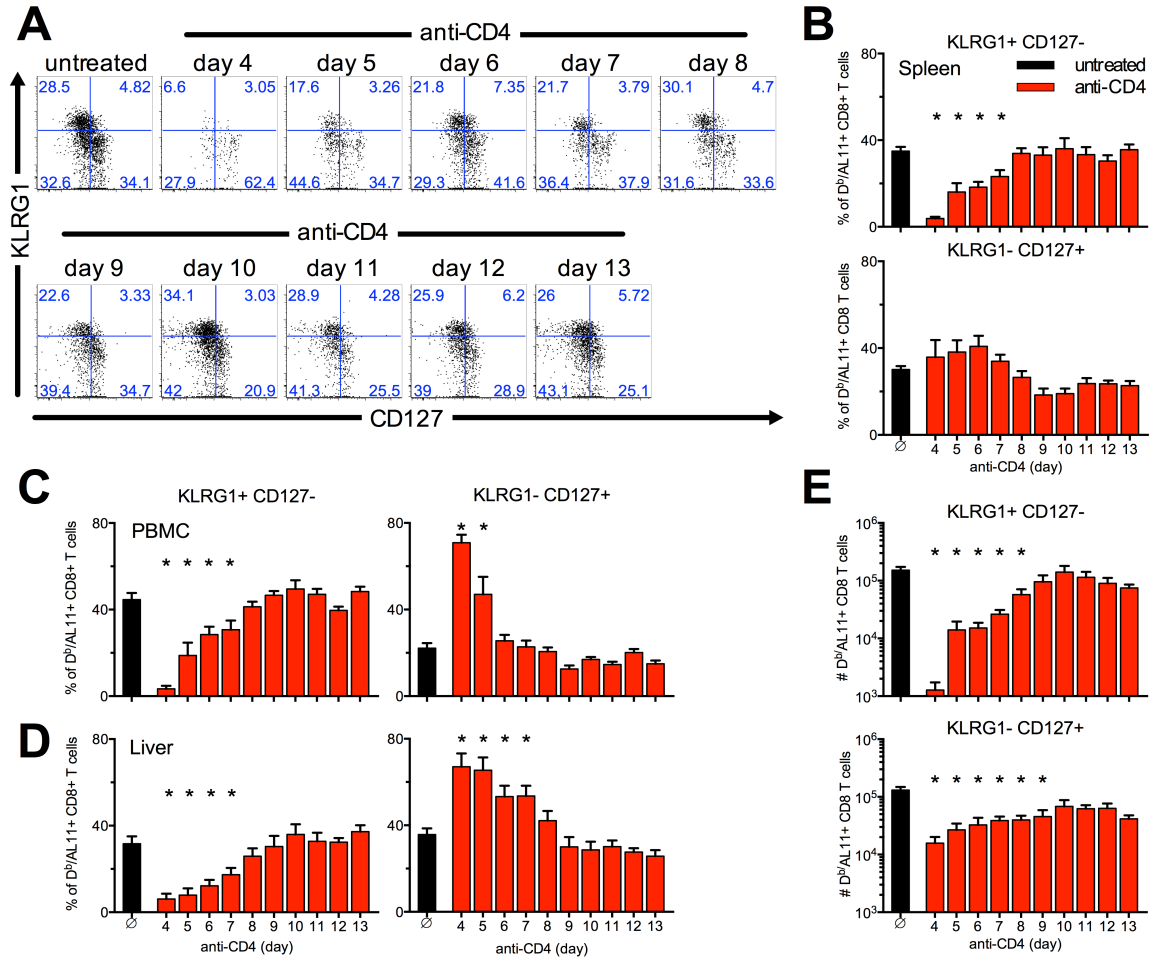 A
anti-CD4
untreated day 4 day 5 day 6 day 7 day 8
28.5 4.82 6.6 3.05 17.6 3.26 21.8 7.35 21.7 3.79 30.1 4.7
32.6 34.1 27.9 62.4 44.6 34.7 29.3 41.6 36.4 37.9 31.6 33.6
KLRG1
anti-CD4
day 9 day 10 day 11 day 12 day 13
22.6 3.33 34.1 3.03 28.9 4.28 25.9 6.2 26 5.72
39.4 34.7 42 20.9 41.3 25.5 39 28.9 43.1 25.1
CD127
B
KLRG1+ CD127-
Spleen
untreated
anti-CD4
* * * *
80
40
0
% of Db/AL11+ CD8+ T cells
KLRG1- CD127+
80
40
0
% of Db/AL11+ CD8 T cells
∅ 4 5 6 7 8 9 10 11 12 13
anti-CD4 (day)
C
KLRG1+ CD127-
PBMC
* * * *
80
40
0
% of Db/AL11+ CD8+ T cells
KLRG1- CD127+
* *
80
40
0
D
Liver
* * * *
80
40
0
% of Db/AL11+ CD8+ T cells
∅ 4 5 6 7 8 9 10 11 12 13
anti-CD4 (day)
* * * *
80
40
0
∅ 4 5 6 7 8 9 10 11 12 13
anti-CD4 (day)
E
KLRG1+ CD127-
* * * * *
10⁶
10⁵
10⁴
10³
# Db/AL11+ CD8 T cells
KLRG1- CD127+
* * * * * *
10⁶
10⁵
10⁴
10³
# Db/AL11+ CD8 T cells
∅ 4 5 6 7 8 9 10 11 12 13
anti-CD4 (day)